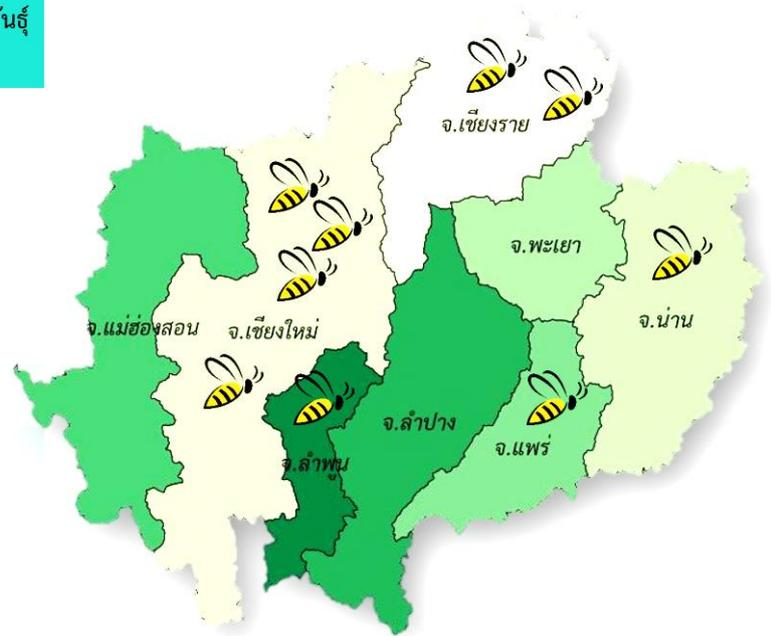 จ.เชียงราย
จ.พะเยา
จ.น่าน
จ.แม่ฮ่องสอน
จ.เชียงใหม่
จ.ลำปาง
จ.แพร่
จ.ลำพูน